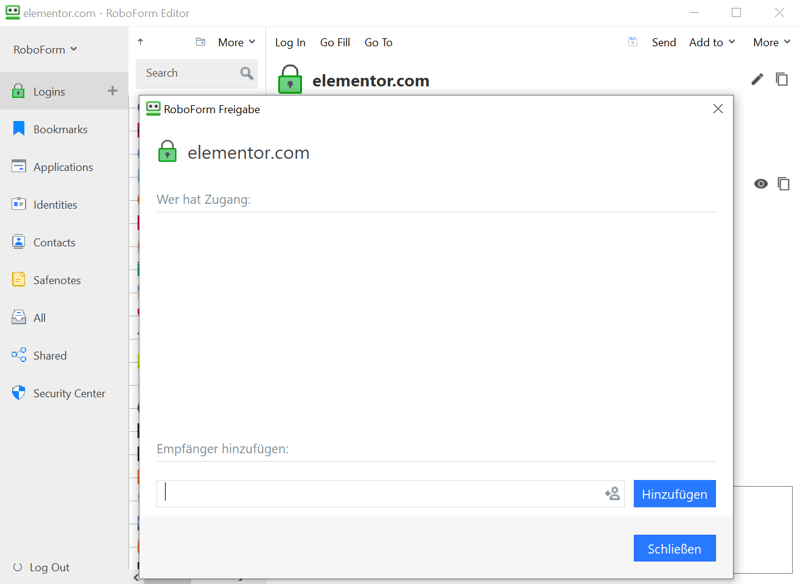 elementor.com - RoboForm Editor
RoboForm
More
Log In Go Fill Go To
Send Add to More
Search
elementor.com
Logins
Bookmarks
Applications
Identities
Contacts
Safenotes
All
Shared
Security Center
Log Out
RoboForm Freigabe
elementor.com
Wer hat Zugang:
Empfänger hinzufügen:
Hinzufügen
Schließen